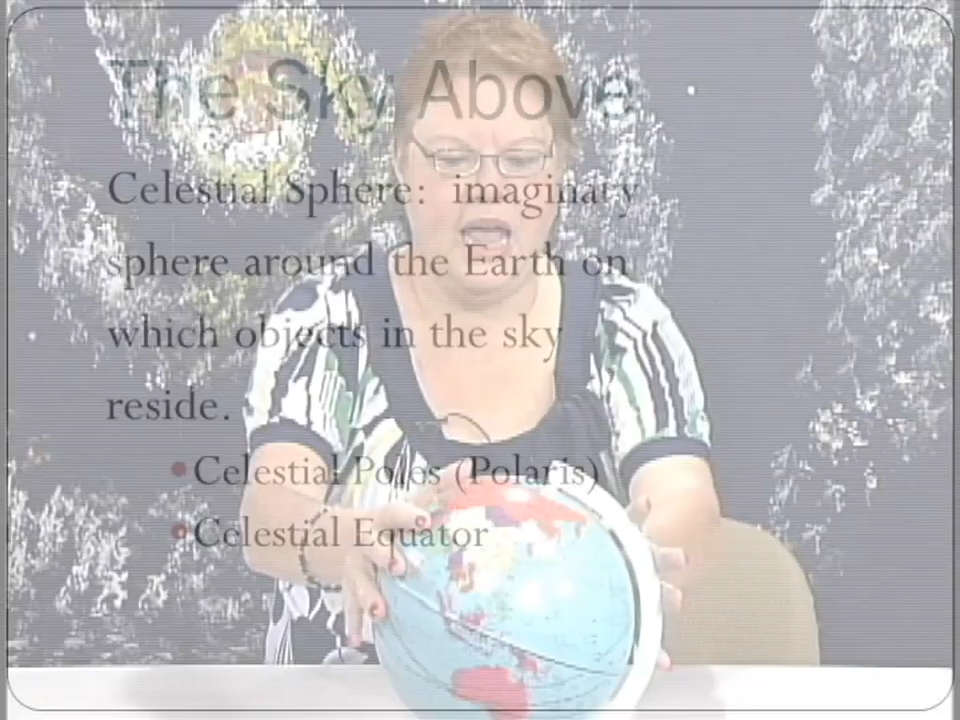 The Sky Above
Celestial Sphere: imaginary
sphere around the Earth on
which objects in the sky
reside.
• Celestial Poles (Polaris)
• Celestial Equator